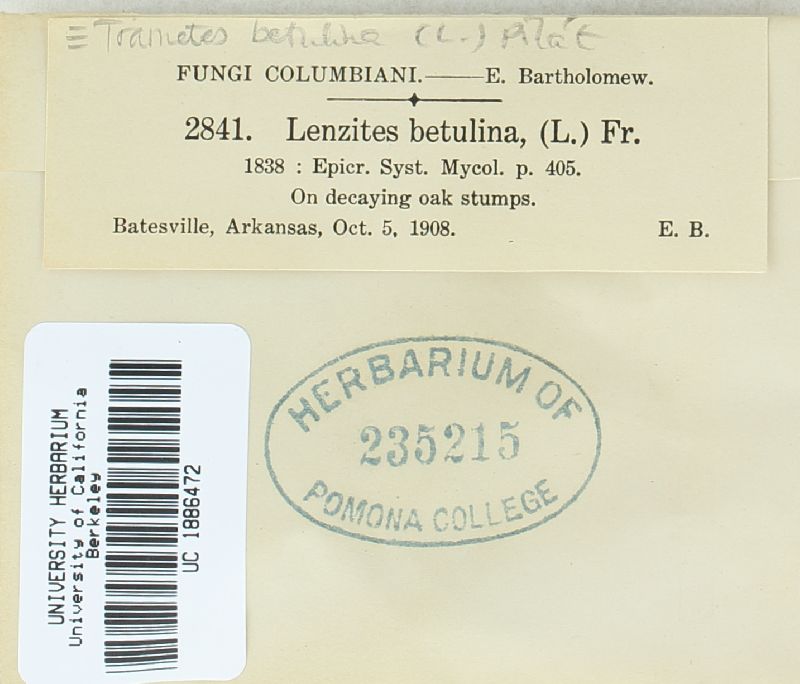 ≡ Trametes betulina (L.) Pilát
FUNGI COLUMBIANI.——E. Bartholomew.
2841. Lenzites betulina, (L.) Fr.
1838 : Epicr. Syst. Mycol. p. 405.
On decaying oak stumps.
Batesville, Arkansas, Oct. 5, 1908. E. B.
UNIVERSITY HERBARIUM
University of California
Berkeley
UC 1886472
HERBARIUM OF
235215
POMONA COLLEGE